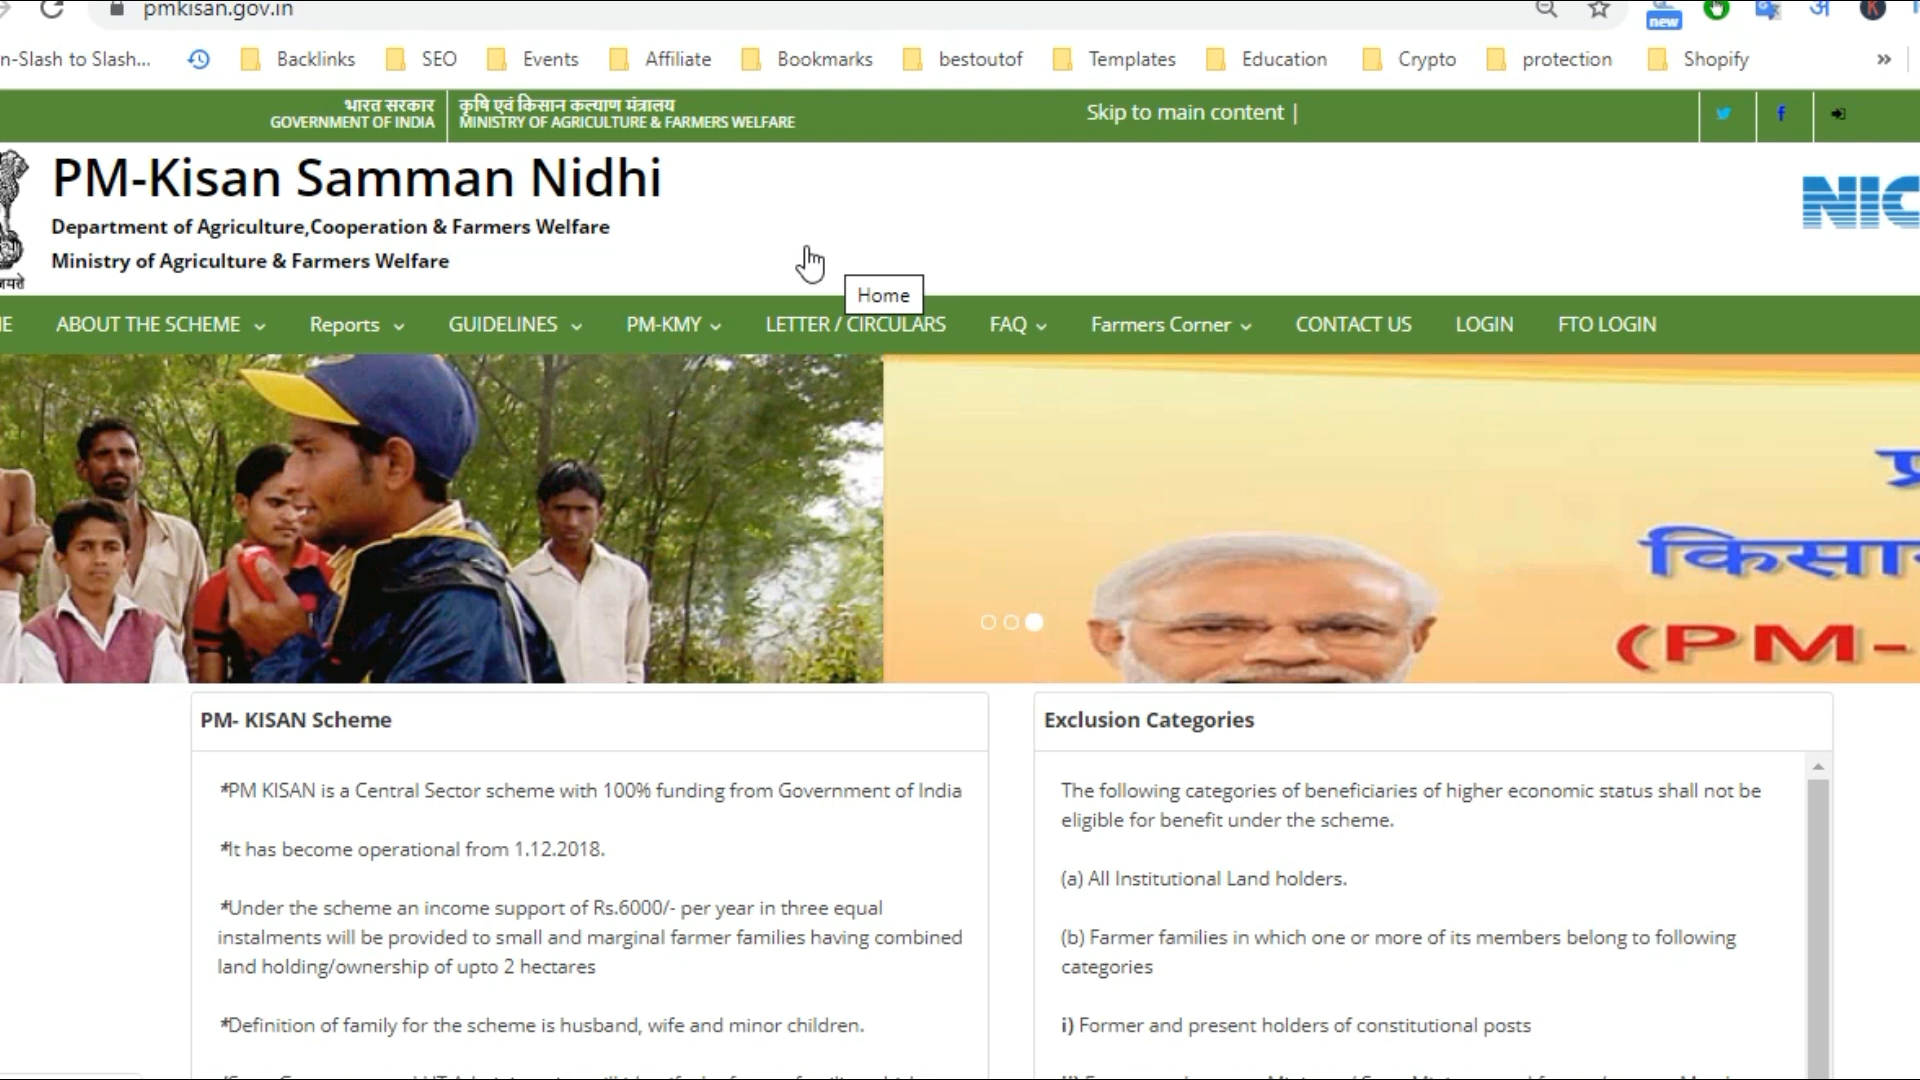 pmkisan.gov.in
new
n-Slash to Slash... Backlinks SEO Events Affiliate Bookmarks bestoutof Templates Education Crypto protection Shopify »
भारत सरकार
GOVERNMENT OF INDIA
कृषि एवं किसान कल्याण मंत्रालय
MINISTRY OF AGRICULTURE & FARMERS WELFARE
Skip to main content |
PM-Kisan Samman Nidhi
Department of Agriculture,Cooperation & Farmers Welfare
Ministry of Agriculture & Farmers Welfare
NIC
Home
E ABOUT THE SCHEME Reports GUIDELINES PM-KMY LETTER / CIRCULARS FAQ Farmers Corner CONTACT US LOGIN FTO LOGIN
प्र
किसान
(PM-
PM- KISAN Scheme
*PM KISAN is a Central Sector scheme with 100% funding from Government of India
*It has become operational from 1.12.2018.
*Under the scheme an income support of Rs.6000/- per year in three equal
instalments will be provided to small and marginal farmer families having combined
land holding/ownership of upto 2 hectares
*Definition of family for the scheme is husband, wife and minor children.
Exclusion Categories
The following categories of beneficiaries of higher economic status shall not be
eligible for benefit under the scheme.
(a) All Institutional Land holders.
(b) Farmer families in which one or more of its members belong to following
categories
i) Former and present holders of constitutional posts